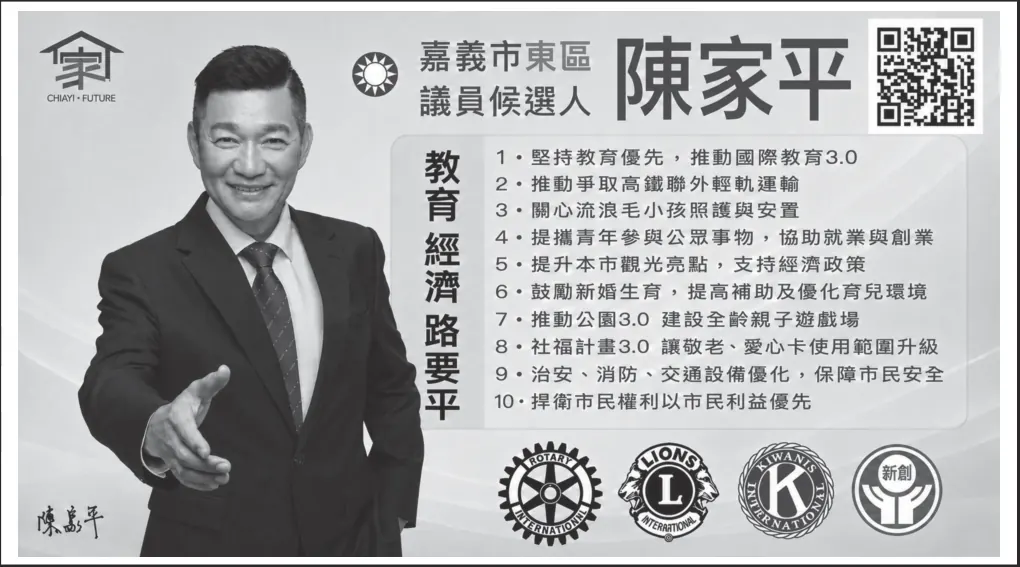 家
CHIAYI・FUTURE
嘉義市東區
議員候選人
陳家平
教育 經濟 路要平
1・堅持教育優先，推動國際教育3.0
2・推動爭取高鐵聯外輕軌運輸
3・關心流浪毛小孩照護與安置
4・提攜青年參與公眾事物，協助就業與創業
5・提升本市觀光亮點，支持經濟政策
6・鼓勵新婚生育，提高補助及優化育兒環境
7・推動公園3.0 建設全齡親子遊戲場
8・社福計畫3.0 讓敬老、愛心卡使用範圍升級
9・治安、消防、交通設備優化，保障市民安全
10・捍衛市民權利以市民利益優先
ROTARY
INTERNATIONAL
LIONS
L
INTERNATIONAL
KIWANIS
K
INTERNATIONAL
新創
陳家平